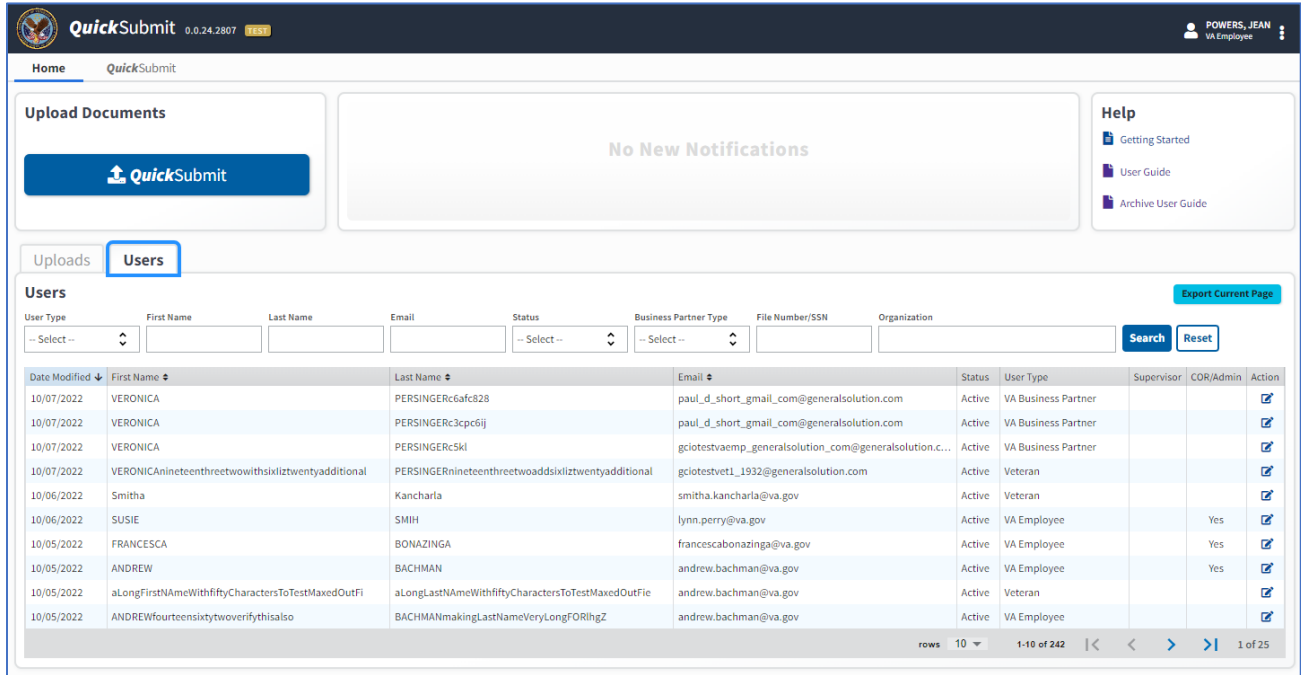 QuickSubmit 0.0.24.2807 TEST
POWERS, JEAN
VA Employee
Home QuickSubmit
Upload Documents
QuickSubmit
No New Notifications
Help
Getting Started
User Guide
Archive User Guide
Uploads Users
Users
Export Current Page
User Type First Name Last Name Email Status Business Partner Type File Number/SSN Organization
-- Select -- -- Select -- -- Select -- Search Reset
Date Modified First Name Last Name Email Status User Type Supervisor COR/Admin Action
10/07/2022 VERONICA PERSINGERc6afc828 paul_d_short_gmail_com@generalsolution.com Active VA Business Partner
10/07/2022 VERONICA PERSINGERc3cpc6ij paul_d_short_gmail_com@generalsolution.com Active VA Business Partner
10/07/2022 VERONICA PERSINGERc5kl gciotestvaemp_generalsolution_com@generalsolution.c... Active VA Business Partner
10/07/2022 VERONICAnineteenthreetwowithsixliztwentyadditional PERSINGERnineteenthreetwoaddsixliztwentyadditional gciotestvet1_1932@generalsolution.com Active Veteran
10/06/2022 Smitha Kancharla smitha.kancharla@va.gov Active Veteran
10/06/2022 SUSIE SMIH lynn.perry@va.gov Active VA Employee Yes
10/05/2022 FRANCESCA BONAZINGA francescabonazinga@va.gov Active VA Employee Yes
10/05/2022 ANDREW BACHMAN andrew.bachman@va.gov Active VA Employee Yes
10/05/2022 aLongFirstNAmeWithfiftyCharactersToTestMaxedOutFi aLongLastNAmeWithfiftyCharactersToTestMaxedOutFie andrew.bachman@va.gov Active Veteran
10/05/2022 ANDREWfourteensixtytwoverifythisalso BACHMANmakingLastNameVeryLongFORlhgZ andrew.bachman@va.gov Active VA Employee
rows 10 1-10 of 242 1 of 25